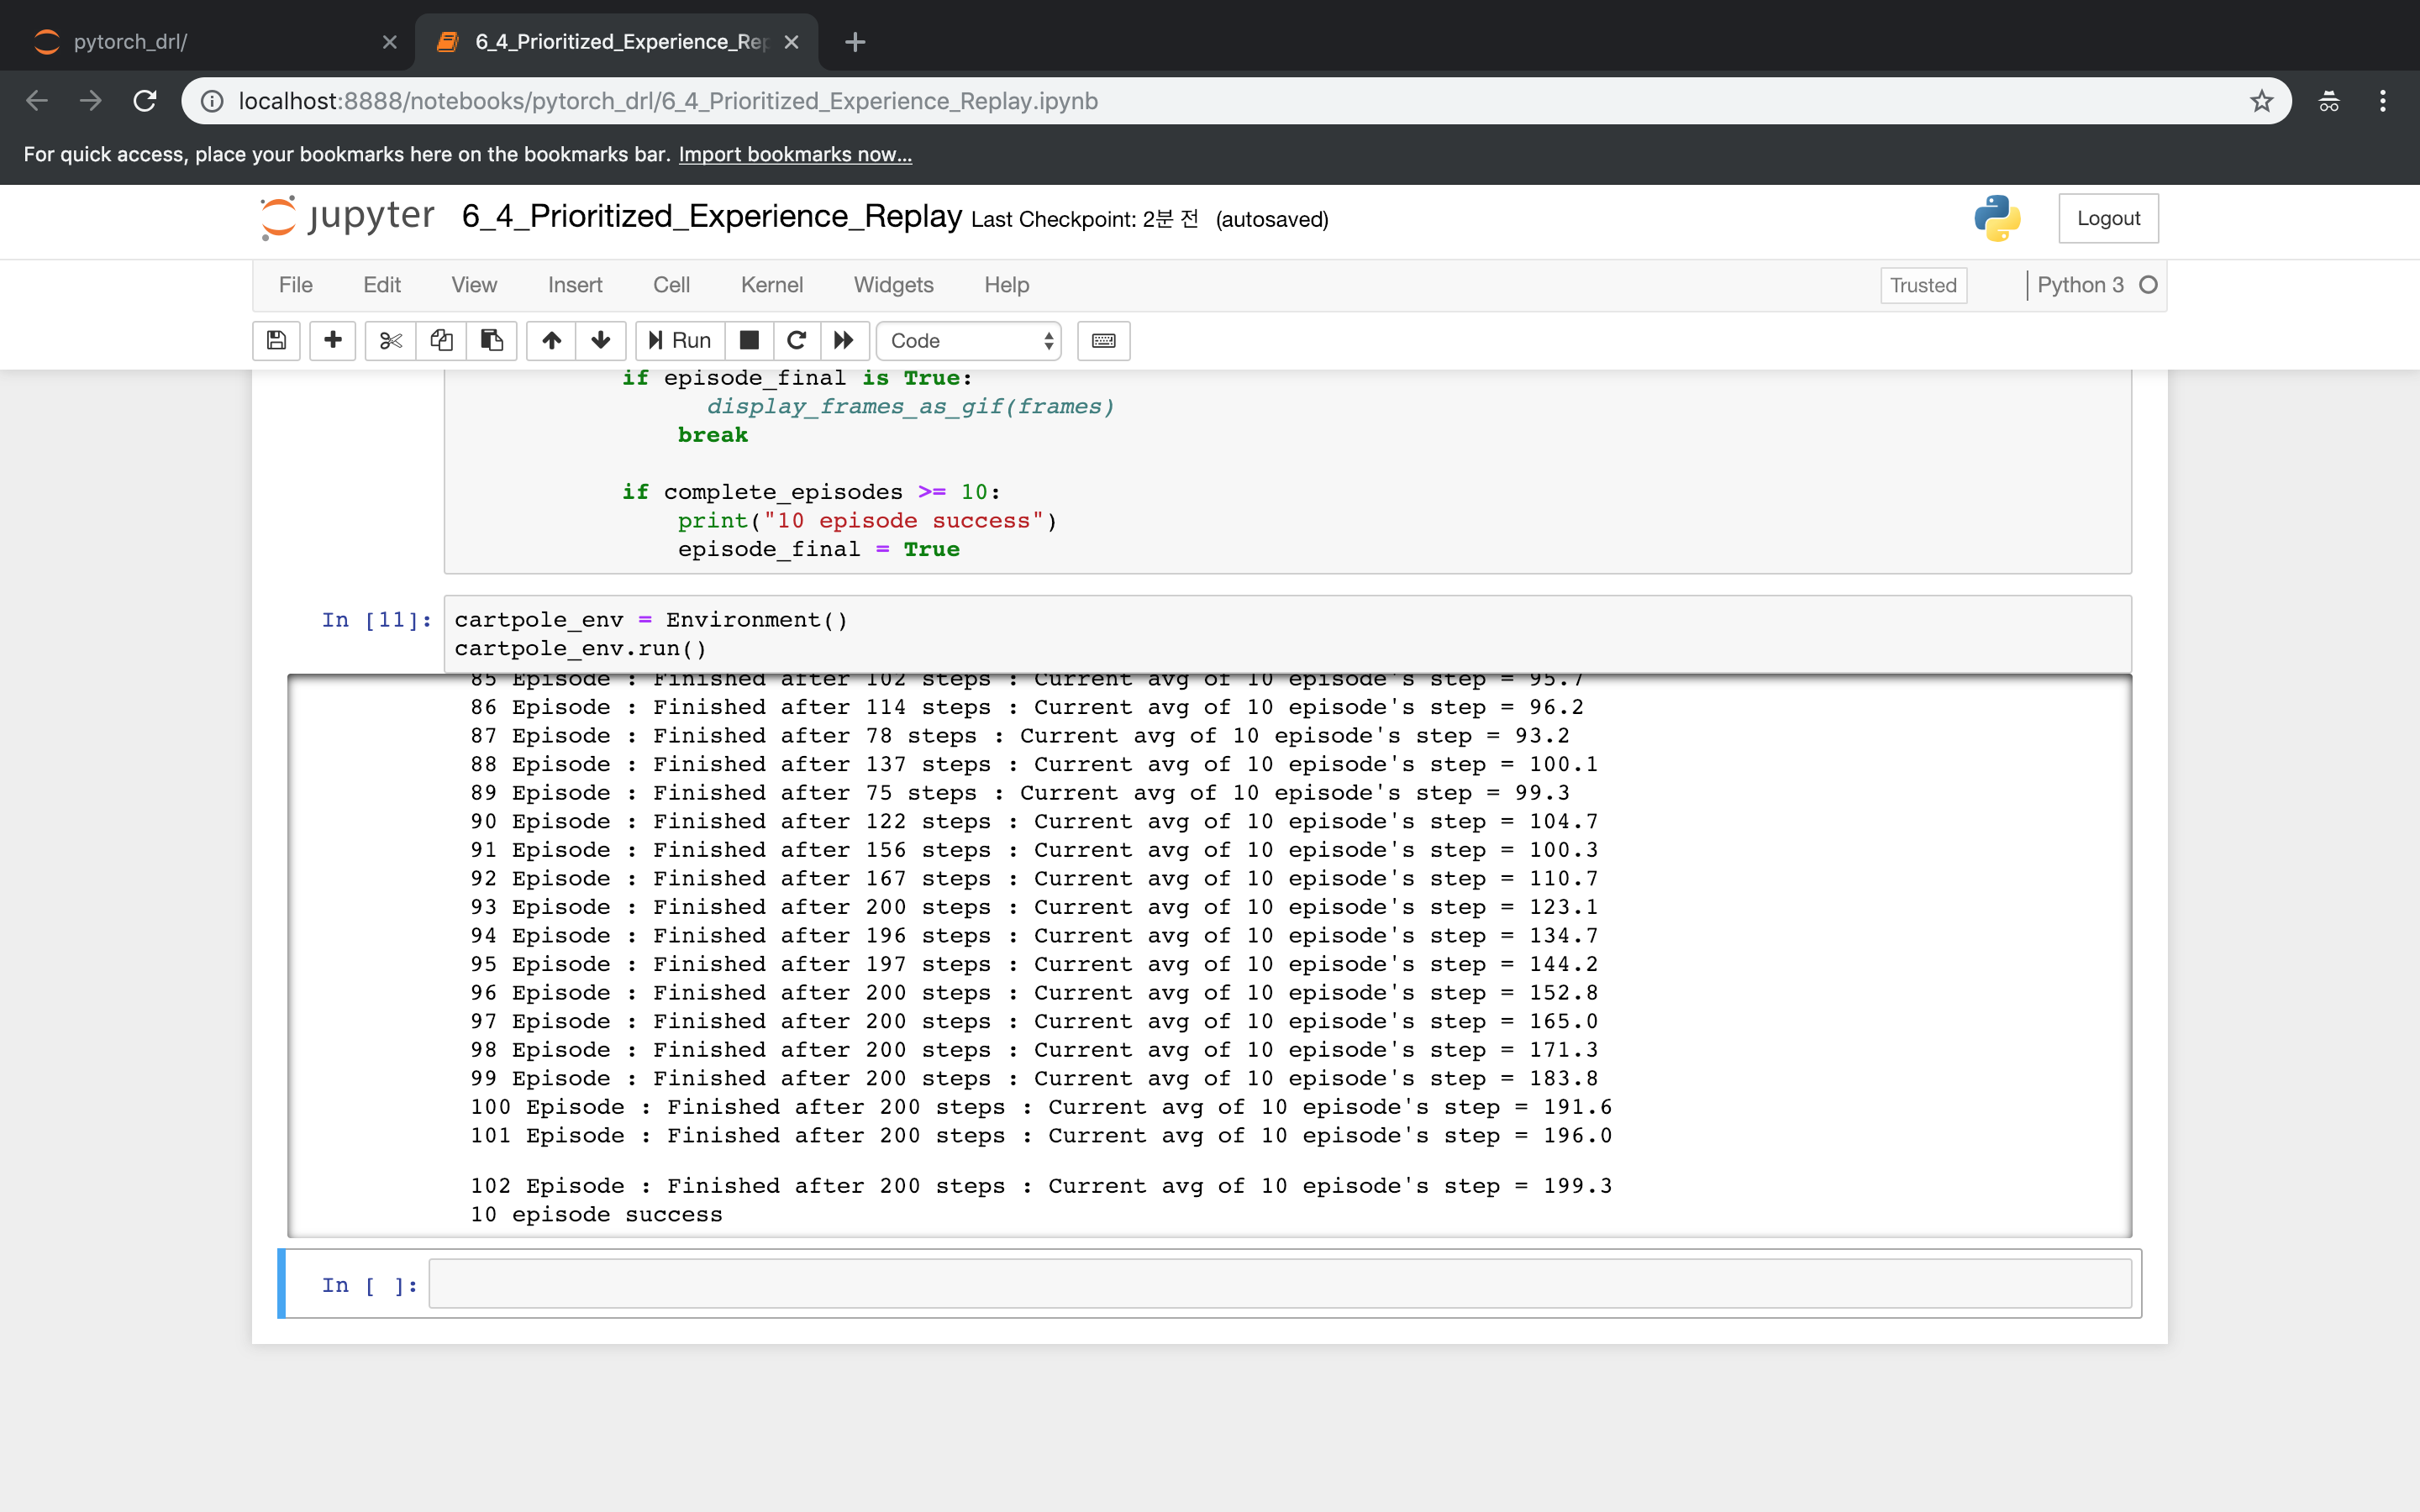 pytorch_drl/
6_4_Prioritized_Experience_Rep
localhost:8888/notebooks/pytorch_drl/6_4_Prioritized_Experience_Replay.ipynb
For quick access, place your bookmarks here on the bookmarks bar. Import bookmarks now...
jupyter 6_4_Prioritized_Experience_Replay Last Checkpoint: 2분 전 (autosaved)
Logout
File Edit View Insert Cell Kernel Widgets Help Trusted Python 3
Run Code
if episode_final is True:
display_frames_as_gif(frames)
break
if complete_episodes >= 10:
print("10 episode success")
episode_final = True
In [11]: cartpole_env = Environment()
cartpole_env.run()
85 Episode : Finished after 102 steps : Current avg of 10 episode's step = 95.7
86 Episode : Finished after 114 steps : Current avg of 10 episode's step = 96.2
87 Episode : Finished after 78 steps : Current avg of 10 episode's step = 93.2
88 Episode : Finished after 137 steps : Current avg of 10 episode's step = 100.1
89 Episode : Finished after 75 steps : Current avg of 10 episode's step = 99.3
90 Episode : Finished after 122 steps : Current avg of 10 episode's step = 104.7
91 Episode : Finished after 156 steps : Current avg of 10 episode's step = 100.3
92 Episode : Finished after 167 steps : Current avg of 10 episode's step = 110.7
93 Episode : Finished after 200 steps : Current avg of 10 episode's step = 123.1
94 Episode : Finished after 196 steps : Current avg of 10 episode's step = 134.7
95 Episode : Finished after 197 steps : Current avg of 10 episode's step = 144.2
96 Episode : Finished after 200 steps : Current avg of 10 episode's step = 152.8
97 Episode : Finished after 200 steps : Current avg of 10 episode's step = 165.0
98 Episode : Finished after 200 steps : Current avg of 10 episode's step = 171.3
99 Episode : Finished after 200 steps : Current avg of 10 episode's step = 183.8
100 Episode : Finished after 200 steps : Current avg of 10 episode's step = 191.6
101 Episode : Finished after 200 steps : Current avg of 10 episode's step = 196.0
102 Episode : Finished after 200 steps : Current avg of 10 episode's step = 199.3
10 episode success
In [ ]: